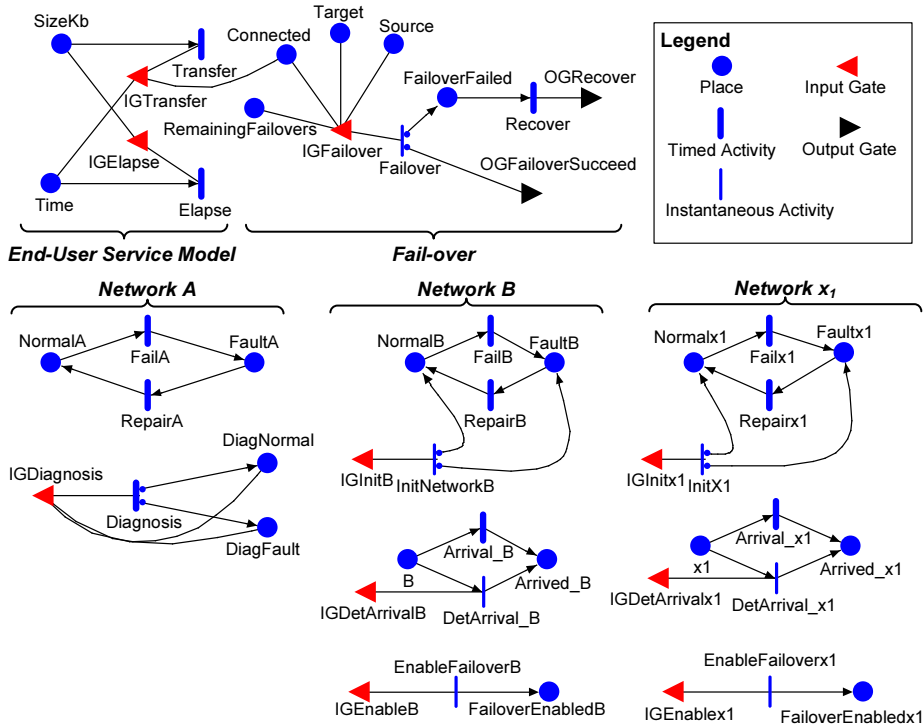 SizeKb
Transfer
IGTransfer
Connected
Target
Source
FailoverFailed
OGRecover
Recover
RemainingFailovers
IGFailover
Failover
OGFailoverSucceed
IGElapse
Time
Elapse
End-User Service Model
Fail-over
Legend
Place
Input Gate
Timed Activity
Output Gate
Instantaneous Activity
Network A
NormalA
FailA
FaultA
RepairA
IGDiagnosis
DiagNormal
Diagnosis
DiagFault
Network B
NormalB
FailB
FaultB
RepairB
IGInitB
InitNetworkB
Arrival_B
B
Arrived_B
IGDetArrivalB
DetArrival_B
EnableFailoverB
IGEnableB
FailoverEnabledB
Network x1
Normalx1
Failx1
Faultx1
Repairx1
IGInitx1
InitX1
Arrival_x1
x1
Arrived_x1
IGDetArrivalx1
DetArrival_x1
EnableFailoverx1
IGEnablex1
FailoverEnabledx1